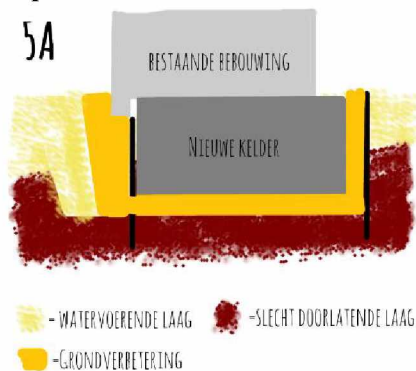 5A
BESTAANDE BEBOUWING
NIEUWE KELDER
= WATERVOERENDE LAAG
=SLECHT DOORLATENDE LAAG
=GRONDVERBETERING